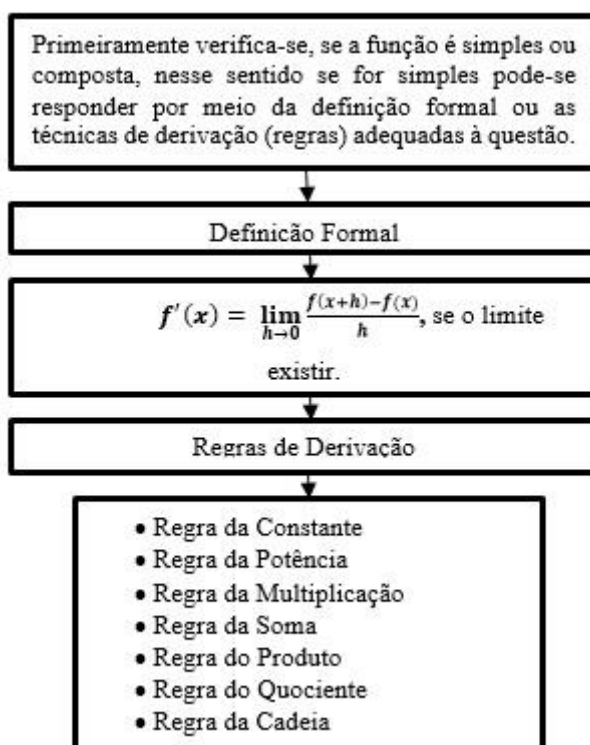 Primeiramente verifica-se, se a função é simples ou
composta, nesse sentido se for simples pode-se
responder por meio da definição formal ou as
técnicas de derivação (regras) adequadas à questão.
Definicão Formal
f'(x) = lim h→0 f(x+h)−f(x) / h, se o limite
existir.
Regras de Derivação
• Regra da Constante
• Regra da Potência
• Regra da Multiplicação
• Regra da Soma
• Regra do Produto
• Regra do Quociente
• Regra da Cadeia